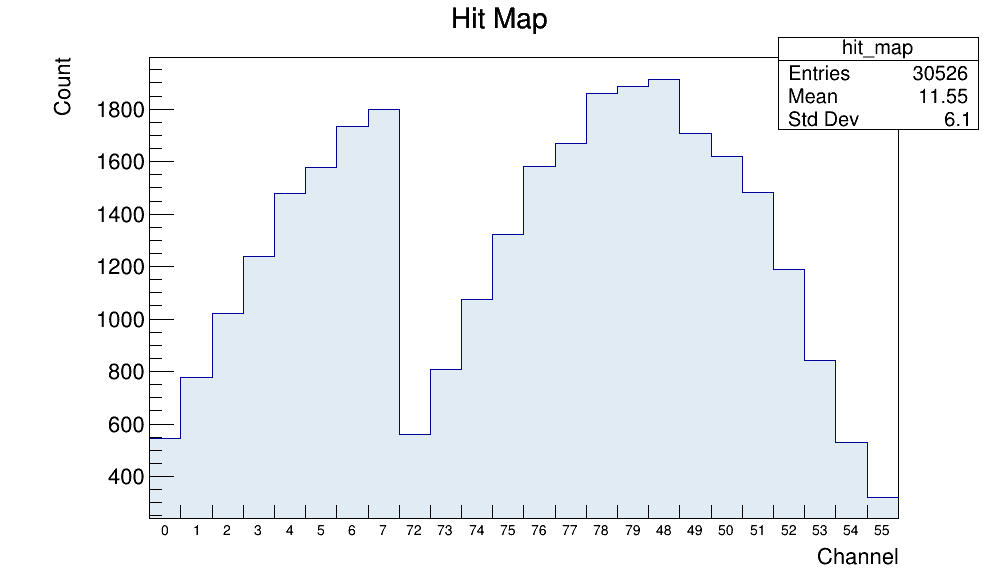 Hit Map
hit_map
Entries 30526
Mean 11.55
Std Dev 6.1
Count
1800
1600
1400
1200
1000
800
600
400
0 1 2 3 4 5 6 7 72 73 74 75 76 77 78 79 48 49 50 51 52 53 54 55
Channel